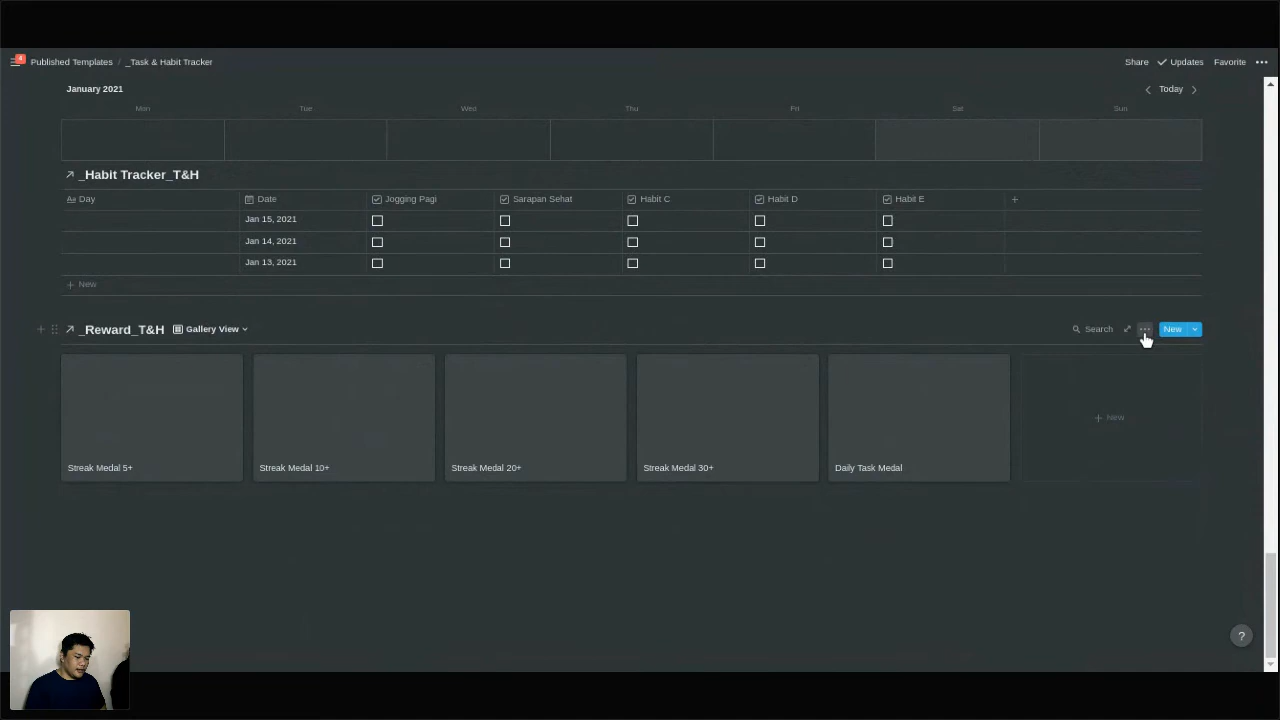 4
Published Templates / _Task & Habit Tracker
Share Updates Favorite
January 2021
Today
Mon Tue Wed Thu Fri Sat Sun
_Habit Tracker_T&H
Aa Day Date Jogging Pagi Sarapan Sehat Habit C Habit D Habit E +
Jan 15, 2021
Jan 14, 2021
Jan 13, 2021
+ New
_Reward_T&H Gallery View Search New
+ New
Streak Medal 5+ Streak Medal 10+ Streak Medal 20+ Streak Medal 30+ Daily Task Medal
?